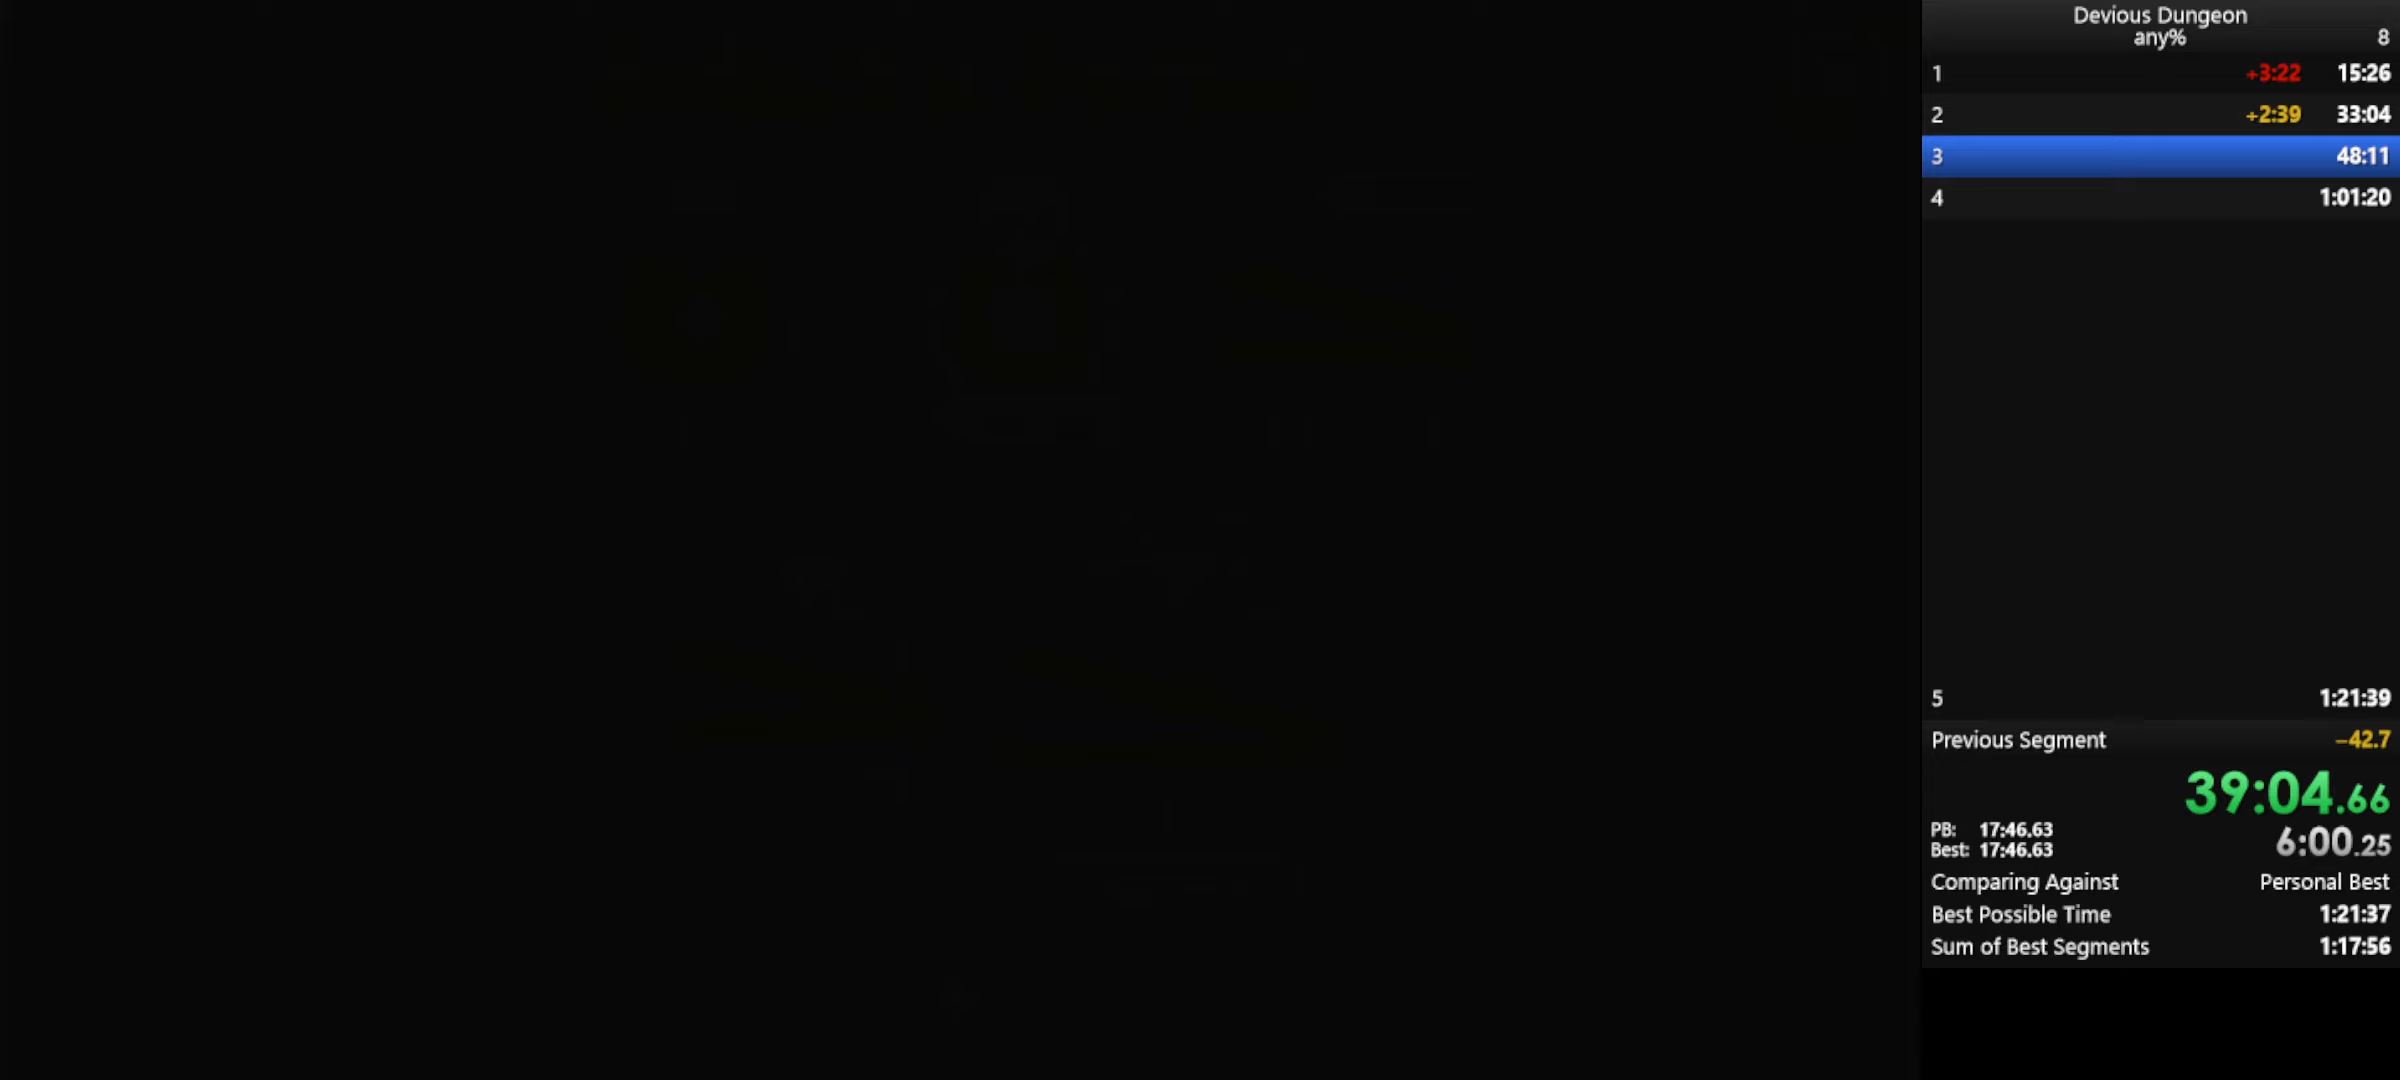 Devious Dungeon
any% 8
1 +3:22 15:26
2 +2:39 33:04
3 48:11
4 1:01:20
5 1:21:39
Previous Segment -42.7
39:04.66
PB: 17:46.63
6:00.25
Best: 17:46.63
Comparing Against Personal Best
Best Possible Time 1:21:37
Sum of Best Segments 1:17:56